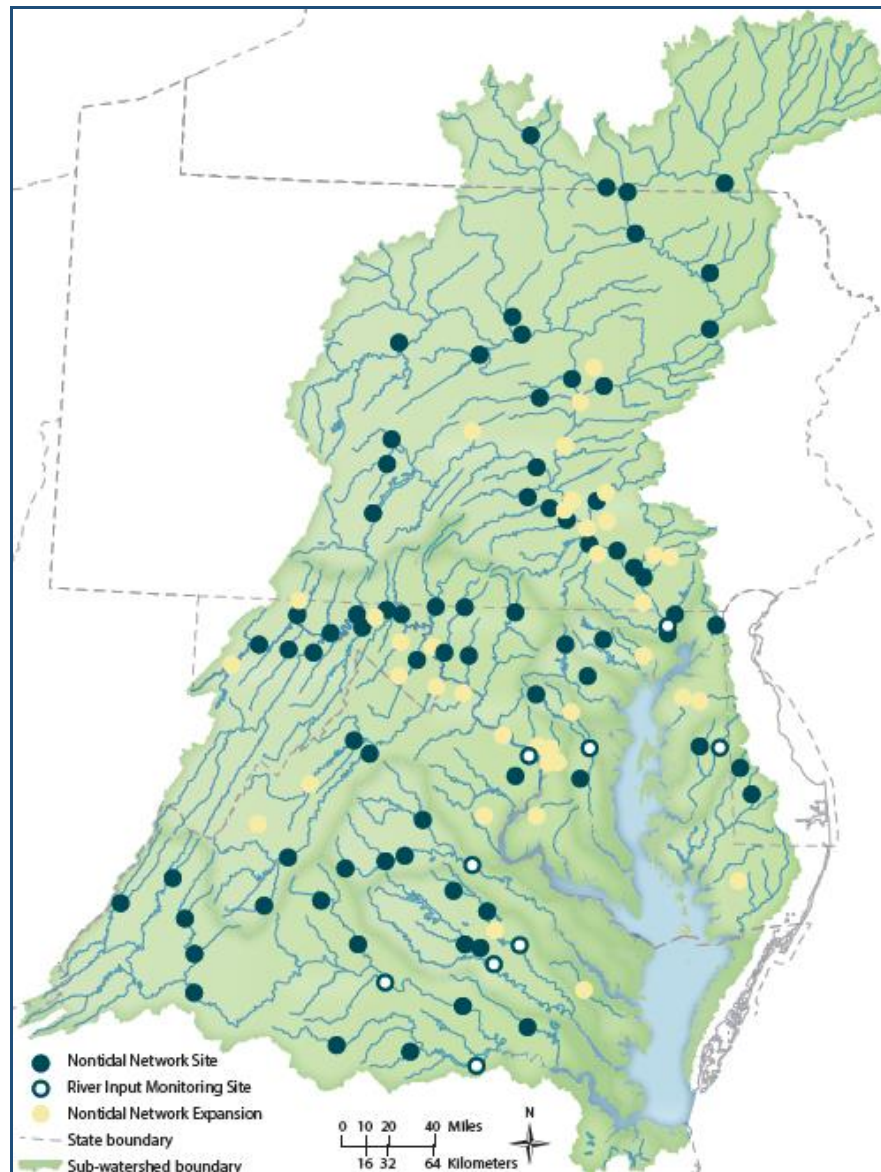 Nontidal Network Site
River Input Monitoring Site
Nontidal Network Expansion
State boundary
Sub-watershed boundary
0 10 20 40 Miles
16 32 64 Kilometers
N